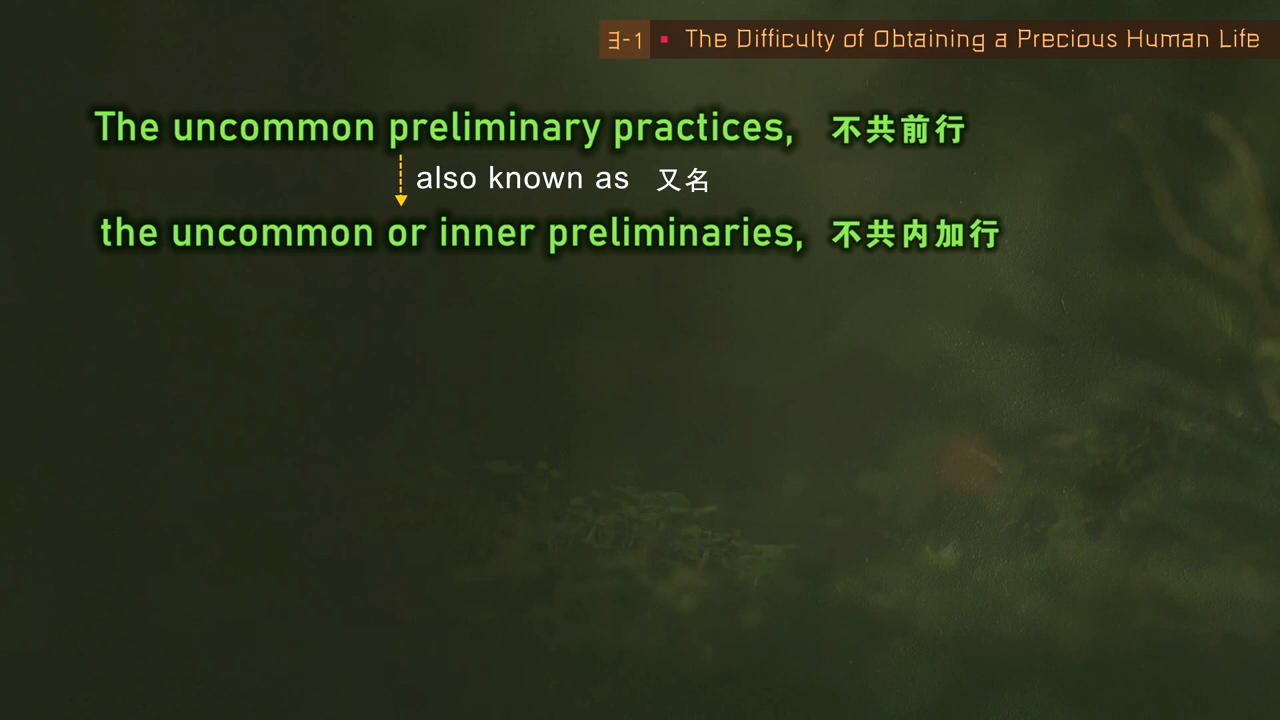 3-1 ▪ The Difficulty of Obtaining a Precious Human Life
The uncommon preliminary practices, 不共前行
also known as 又名
the uncommon or inner preliminaries, 不共内加行